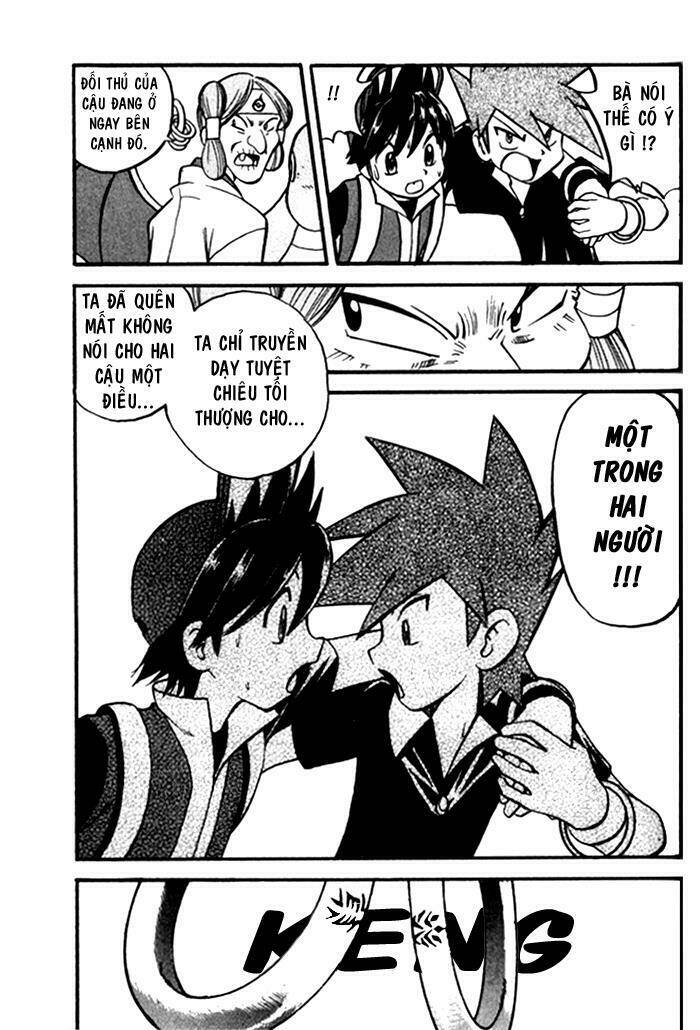 ĐỐI THỦ CỦA
CẬU ĐANG Ở
NGAY BÊN
CẠNH ĐÓ.
!!
BÀ NÓI
THẾ CÓ Ý
GÌ !?
TA ĐÃ QUÊN
MẤT KHÔNG
NÓI CHO HAI
CẬU MỘT
ĐIỀU...
TA CHỈ TRUYỀN
DẠY TUYỆT
CHIÊU TỐI
THƯỢNG CHO...
MỘT
TRONG
HAI
NGƯỜI
!!!
KENG